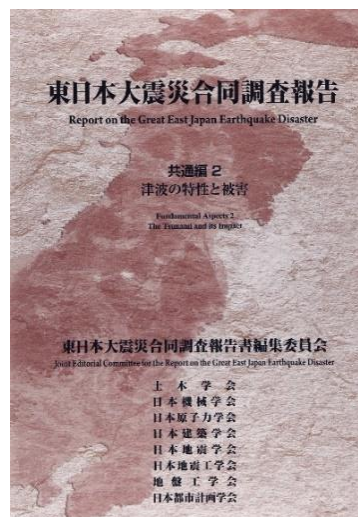 東日本大震災合同調査報告
Report on the Great East Japan Earthquake Disaster
共通編 2
津波の特性と被害
Fundamental Aspects 2
The Tsunami and its Impact
東日本大震災合同調査報告書編集委員会
Joint Editorial Committee for the Report on the Great East Japan Earthquake Disaster
土木学会
日本機械学会
日本原子力学会
日本建築学会
日本地震学会
日本地震工学会
地盤工学会
日本都市計画学会